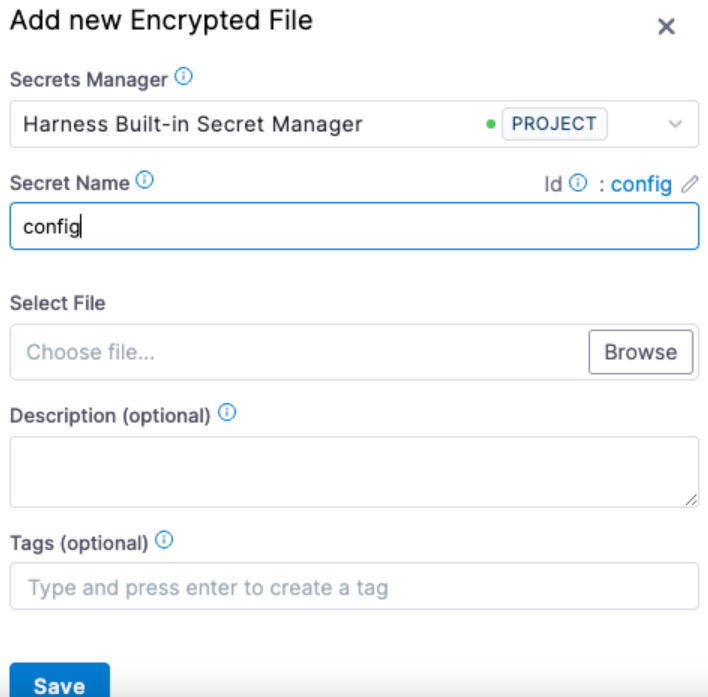 Add new Encrypted File
Secrets Manager
Harness Built-in Secret Manager PROJECT
Secret Name Id : config
config
Select File
Choose file... Browse
Description (optional)
Tags (optional)
Type and press enter to create a tag
Save